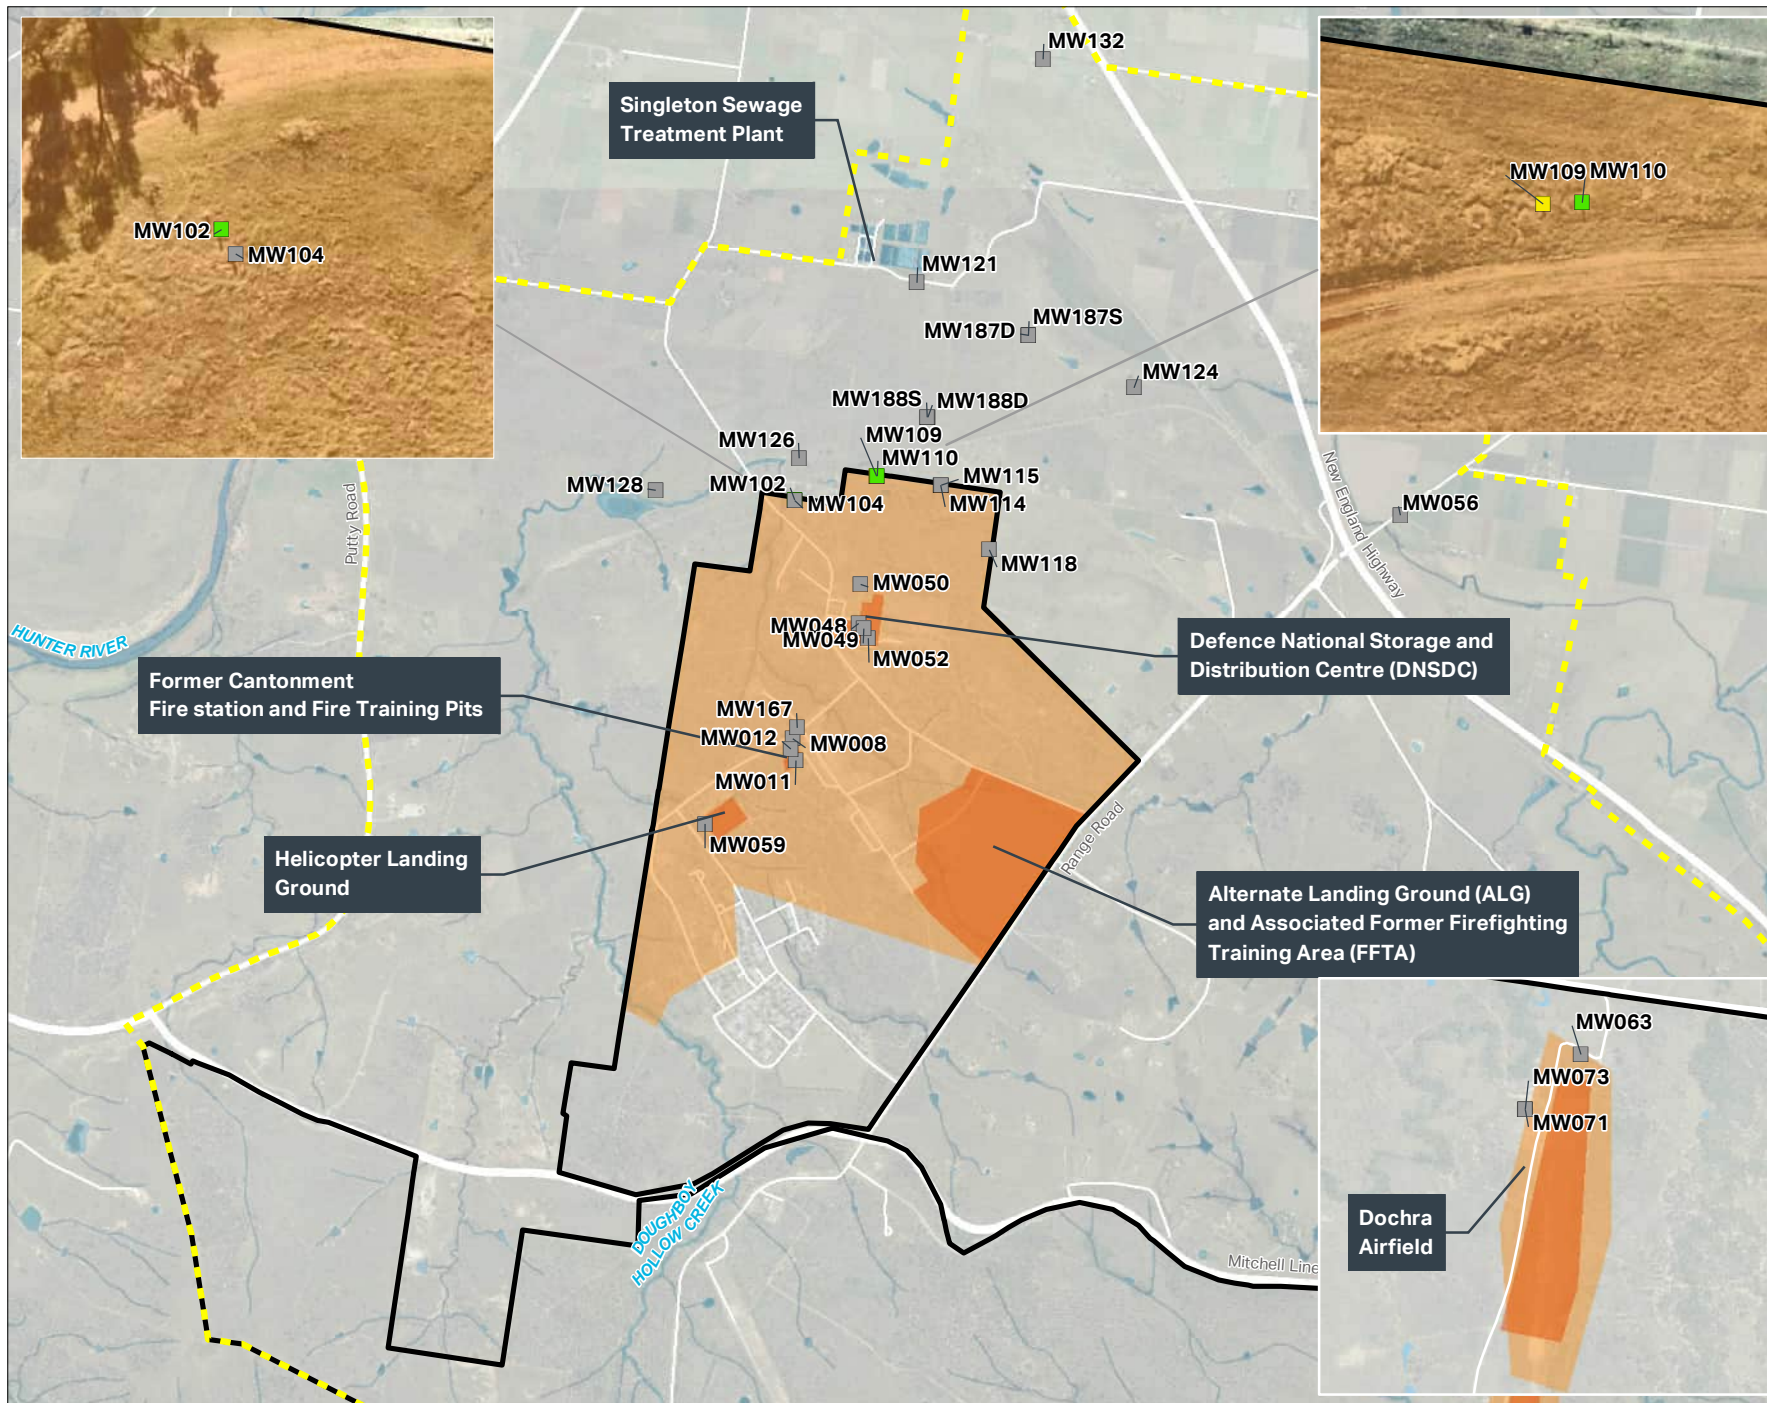 MW132
Singleton Sewage
Treatment Plant
MW109
MW110
MW102
MW104
MW121
MW187S
MW187D
MW124
MW188S
MW188D
MW109
MW126
MW110
MW115
MW128
MW102
MW104
MW114
MW056
New England Highway
Putty Road
MW118
MW050
HUNTER RIVER
MW048
MW049
MW052
Defence National Storage and
Distribution Centre (DNSDC)
Former Cantonment
Fire station and Fire Training Pits
MW167
MW012
MW008
MW011
MW059
Range Road
Helicopter Landing
Ground
Alternate Landing Ground (ALG)
and Associated Former Firefighting
Training Area (FFTA)
MW063
MW073
MW071
Dochra
Airfield
DOUGHBOY
HOLLOW CREEK
Mitchell Line